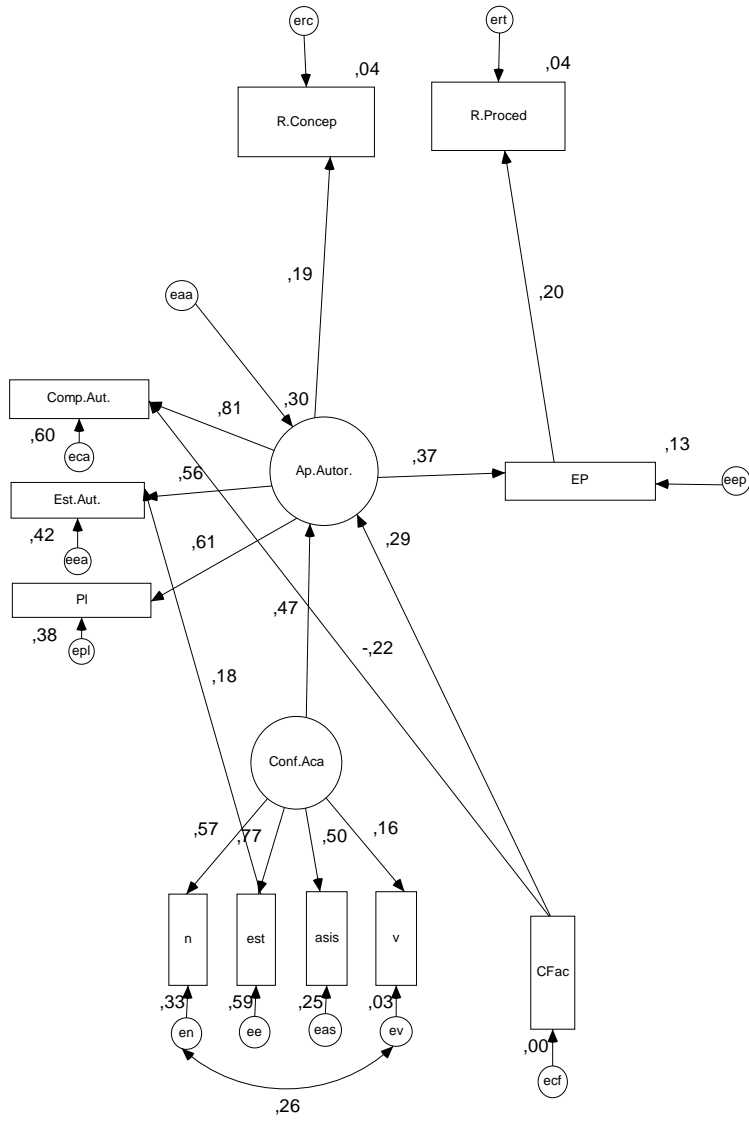 erc
ert
,04
,04
R.Concep
R.Proced
,19
,20
eaa
Comp.Aut.
,81
,30
,60
eca
Ap.Autor.
,37
,13
EP
eep
,56
Est.Aut.
,42
eea
,61
,29
Pl
,38
epl
,47
-,22
,18
Conf.Aca
,57
,77
,50
,16
n
est
asis
v
CFac
,33
,59
,25
,03
en
ee
eas
ev
,00
ecf
,26